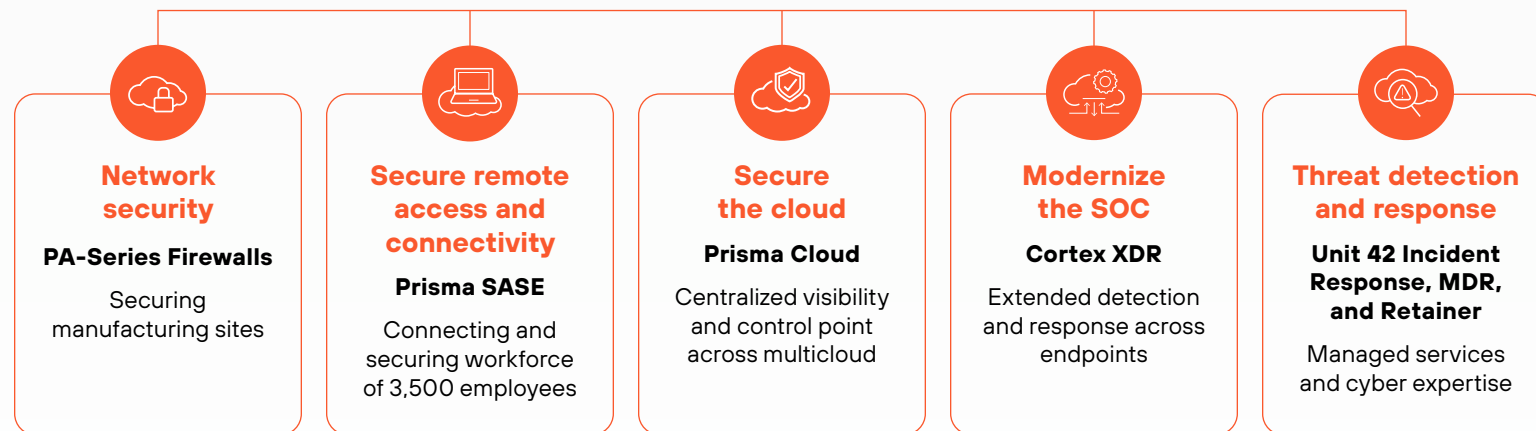 Network
security
PA-Series Firewalls
Securing
manufacturing sites
Secure remote
access and
connectivity
Prisma SASE
Connecting and
securing workforce
of 3,500 employees
Secure
the cloud
Prisma Cloud
Centralized visibility
and control point
across multicloud
Modernize
the SOC
Cortex XDR
Extended detection
and response across
endpoints
Threat detection
and response
Unit 42 Incident
Response, MDR,
and Retainer
Managed services
and cyber expertise